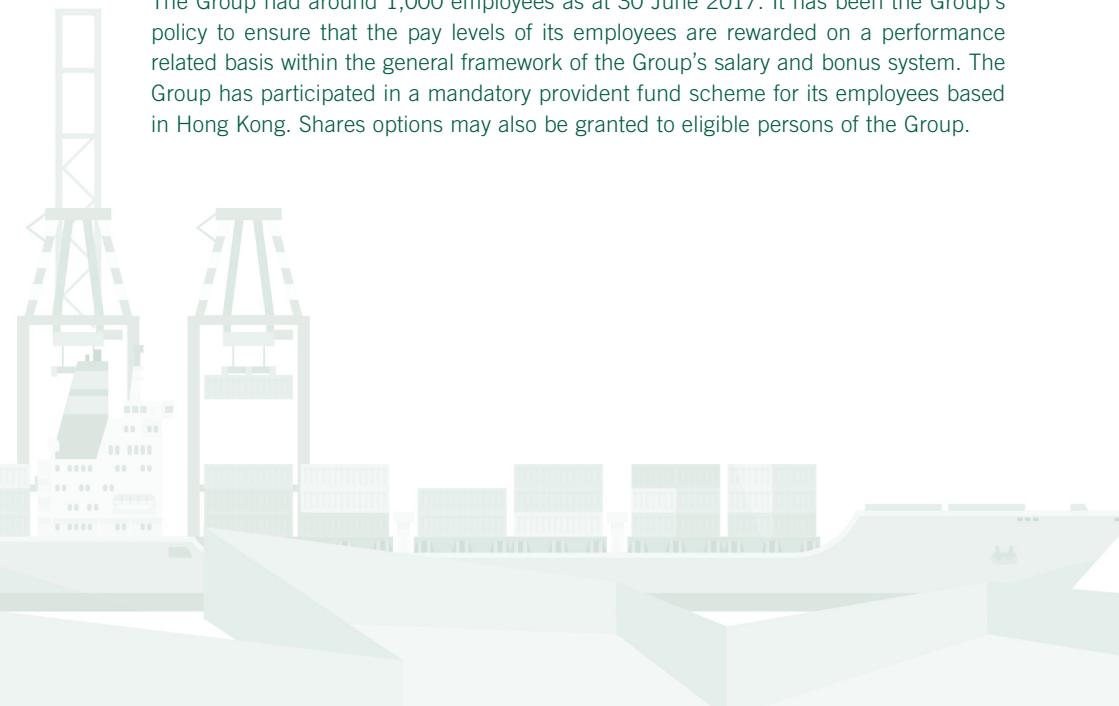 The Group had around 1,000 employees as at 30 June 2017. It has been the Group's
policy to ensure that the pay levels of its employees are rewarded on a performance
related basis within the general framework of the Group's salary and bonus system. The
Group has participated in a mandatory provident fund scheme for its employees based
in Hong Kong. Shares options may also be granted to eligible persons of the Group.